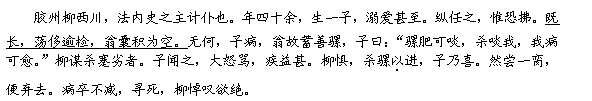 胶州柳西川，法内史之主计仆也。年四十余，生一子，溺爱甚至。纵任之，惟恐拂。既
长，荡侈逾检，翁囊积为空。无何，子病，翁故蓄善骡，子曰：“骡肥可啖，杀啖我，我病
可愈。”柳谋杀蹇劣者。子闻之，大怒骂，疾益甚。柳惧，杀骡以进，子乃喜。然尝一脔，
便弃去。病卒不减，寻死，柳悼叹欲绝。